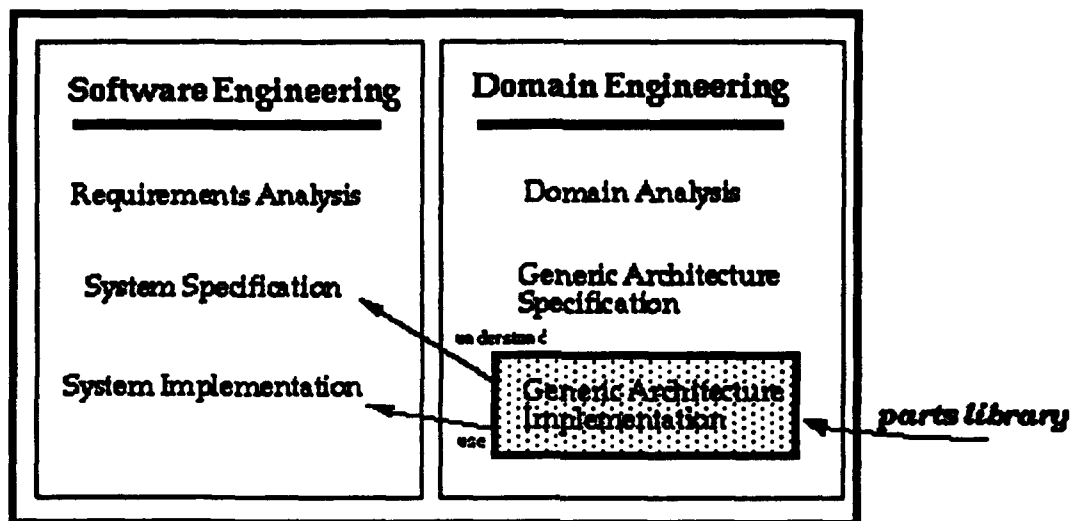 Software Engineering
Requirements Analysis
System Specification
System Implementation
Domain Engineering
Domain Analysis
Generic Architecture
Specification
understand
Generic Architecture
Implementation
use
parts library